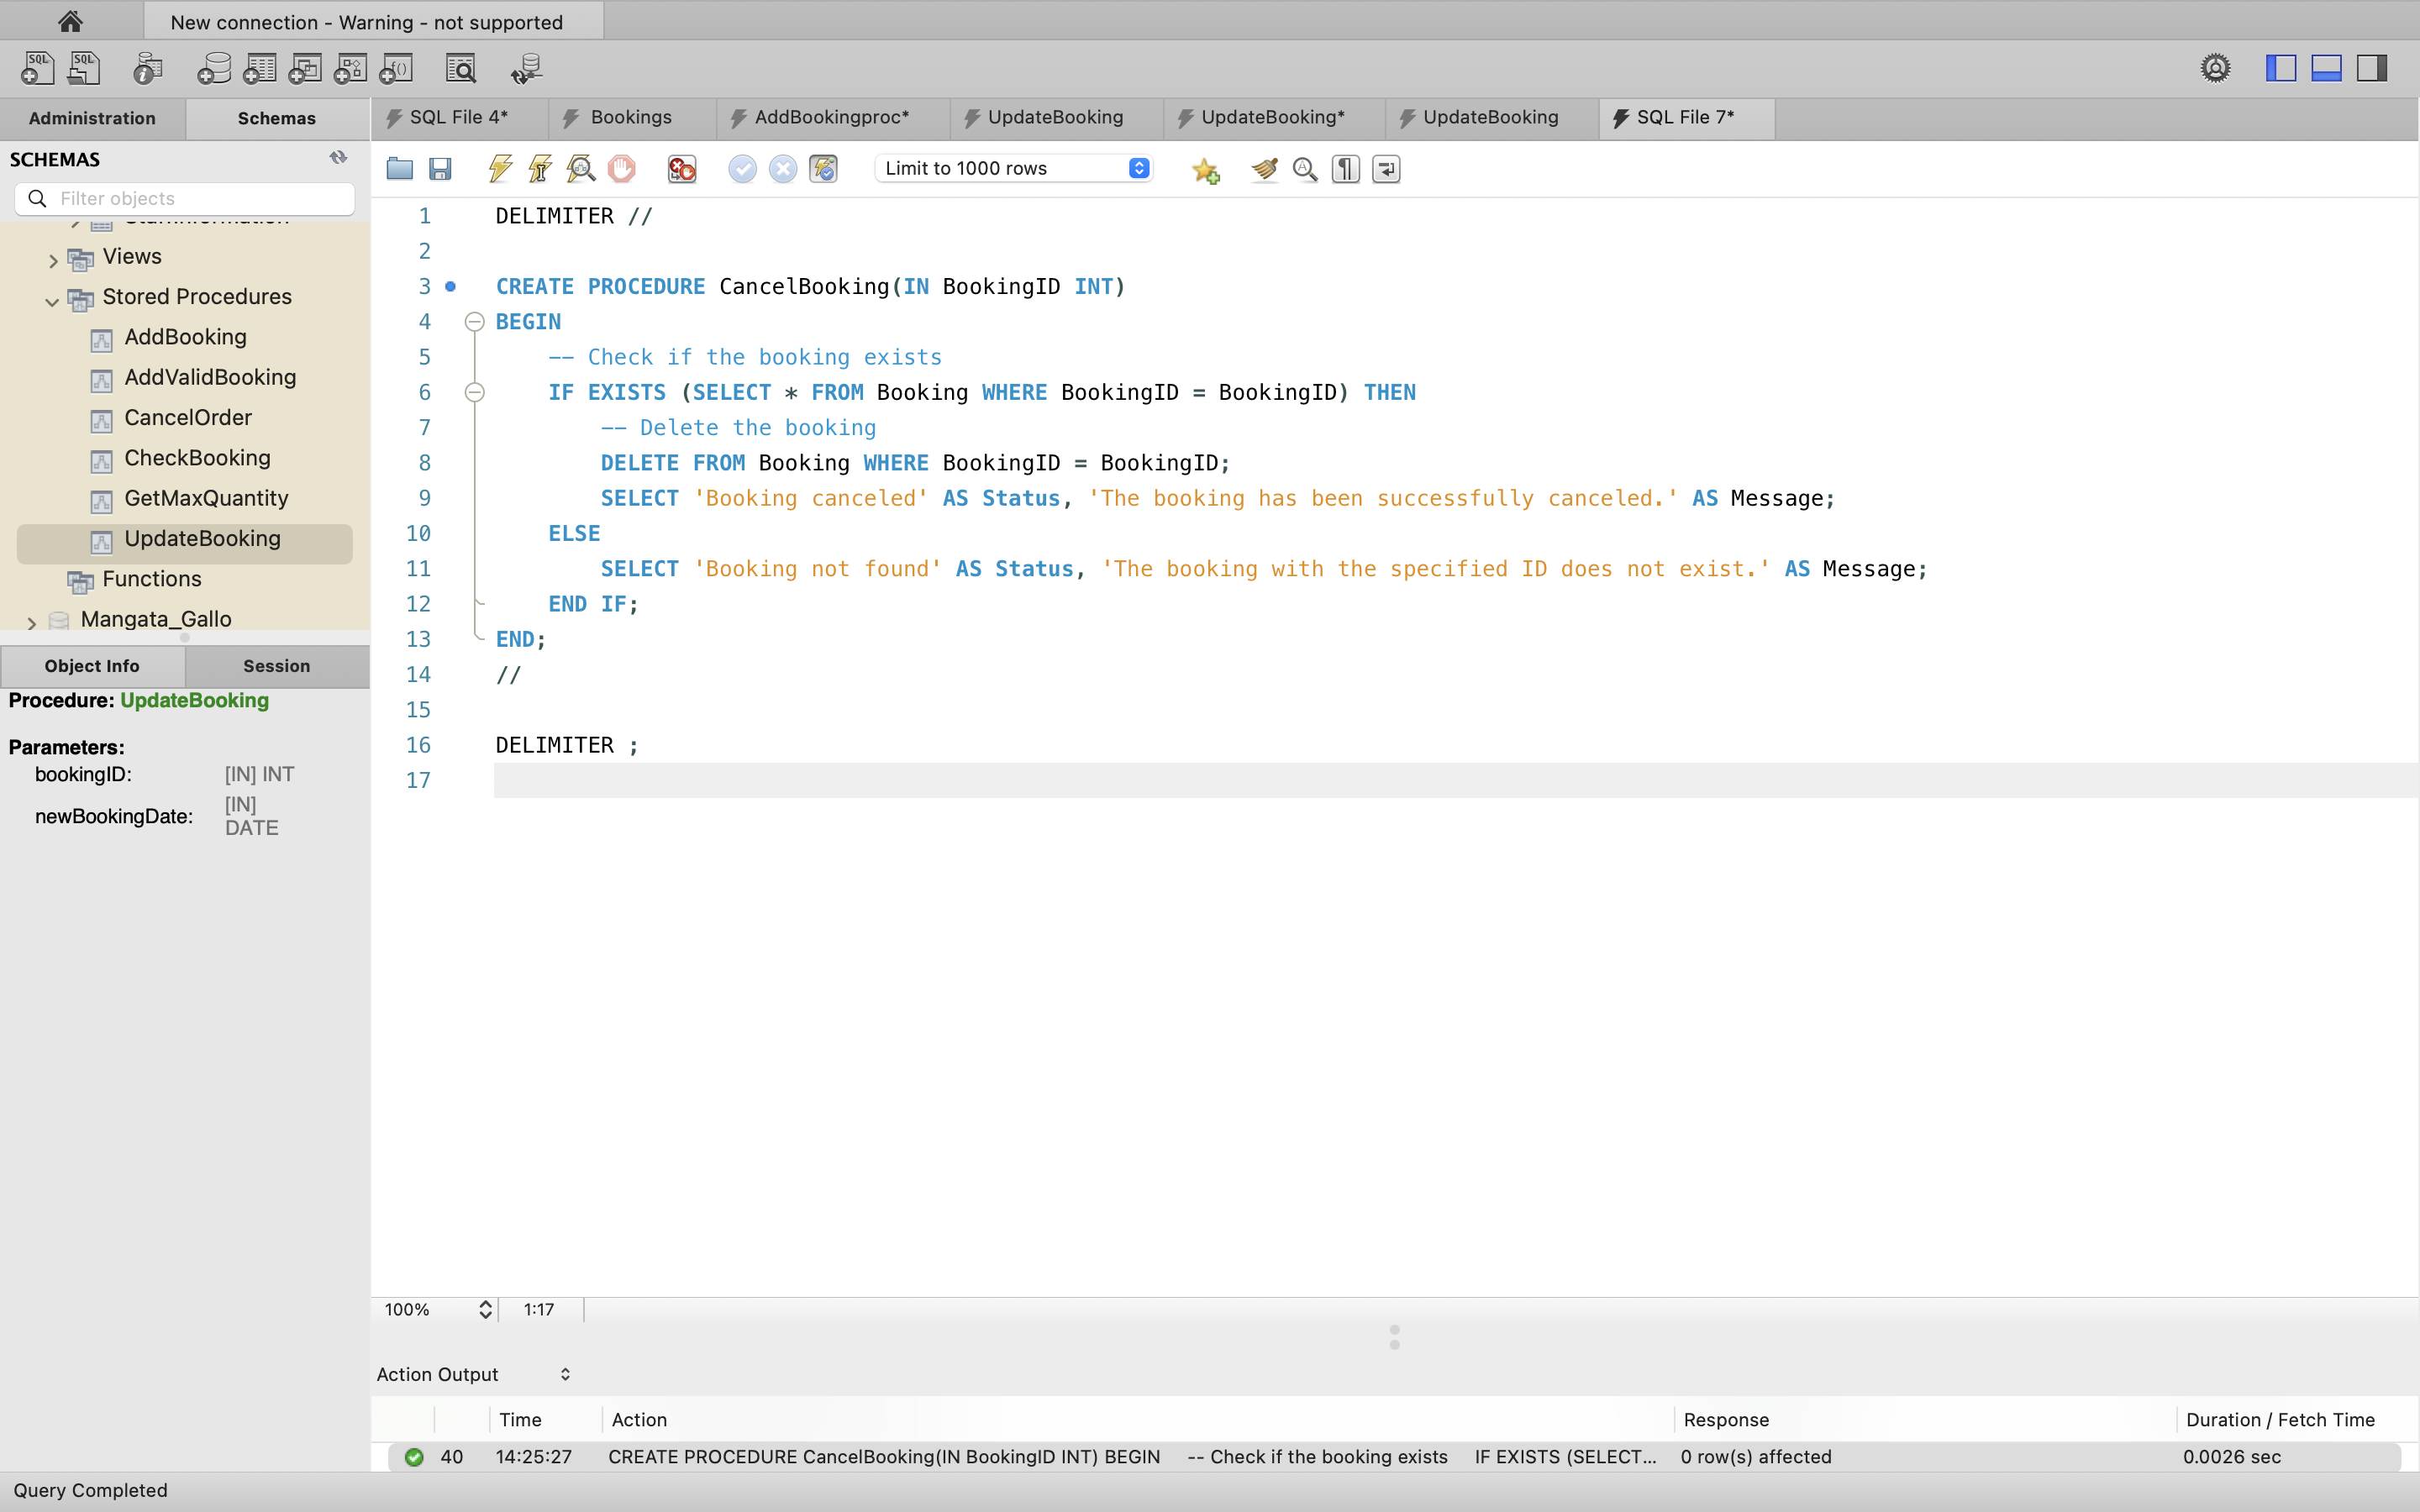 New connection - Warning - not supported
Administration
Schemas
SQL File 4*
Bookings
AddBookingproc*
UpdateBooking
UpdateBooking*
UpdateBooking
SQL File 7*
SCHEMAS
Limit to 1000 rows
Filter objects
Views
Stored Procedures
AddBooking
AddValidBooking
CancelOrder
CheckBooking
GetMaxQuantity
UpdateBooking
Functions
Mangata_Gallo
Object Info
Session
Procedure: UpdateBooking
Parameters:
bookingID: [IN] INT
newBookingDate: [IN]
DATE
1 DELIMITER //
2
3 CREATE PROCEDURE CancelBooking(IN BookingID INT)
4 BEGIN
5 -- Check if the booking exists
6 IF EXISTS (SELECT * FROM Booking WHERE BookingID = BookingID) THEN
7 -- Delete the booking
8 DELETE FROM Booking WHERE BookingID = BookingID;
9 SELECT 'Booking canceled' AS Status, 'The booking has been successfully canceled.' AS Message;
10 ELSE
11 SELECT 'Booking not found' AS Status, 'The booking with the specified ID does not exist.' AS Message;
12 END IF;
13 END;
14 //
15
16 DELIMITER ;
17
100%
1:17
Action Output
Time Action Response Duration / Fetch Time
40 14:25:27 CREATE PROCEDURE CancelBooking(IN BookingID INT) BEGIN -- Check if the booking exists IF EXISTS (SELECT... 0 row(s) affected 0.0026 sec
Query Completed